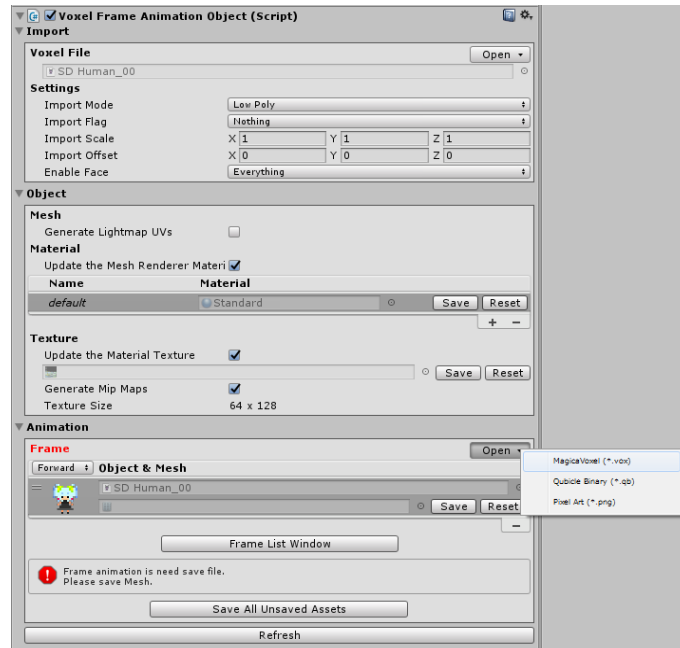 Voxel Frame Animation Object (Script)
Import
Voxel File Open
SD Human_00
Settings
Import Mode Low Poly
Import Flag Nothing
Import Scale X 1 Y 1 Z 1
Import Offset X 0 Y 0 Z 0
Enable Face Everything
Object
Mesh
Generate Lightmap UVs
Material
Update the Mesh Renderer Materi
Name Material
default Standard Save Reset
+ −
Texture
Update the Material Texture
Save Reset
Generate Mip Maps
Texture Size 64 x 128
Animation
Frame Open
Forward Object & Mesh
SD Human_00
Save Reset
−
Frame List Window
Frame animation is need save file.
Please save Mesh.
Save All Unsaved Assets
Refresh
MagicaVoxel (*.vox)
Qubicle Binary (*.qb)
Pixel Art (*.png)